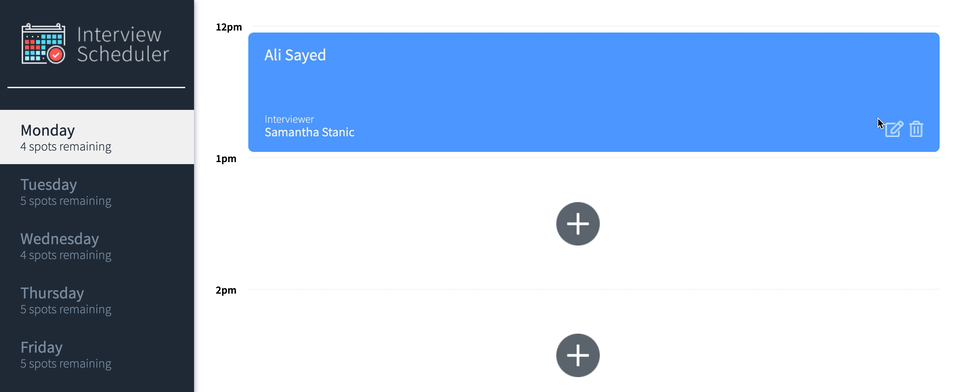 Interview
Scheduler
Monday
4 spots remaining
Tuesday
5 spots remaining
Wednesday
4 spots remaining
Thursday
5 spots remaining
Friday
5 spots remaining
12pm
Ali Sayed
Interviewer
Samantha Stanic
1pm
2pm